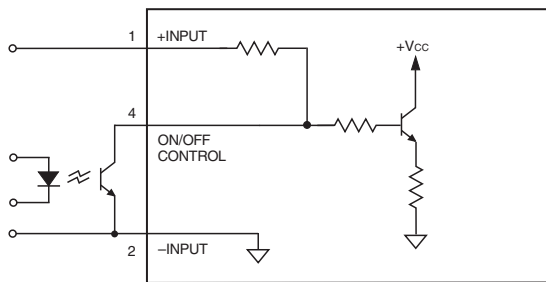 1 +INPUT
+VCC
4
ON/OFF
CONTROL
2 –INPUT